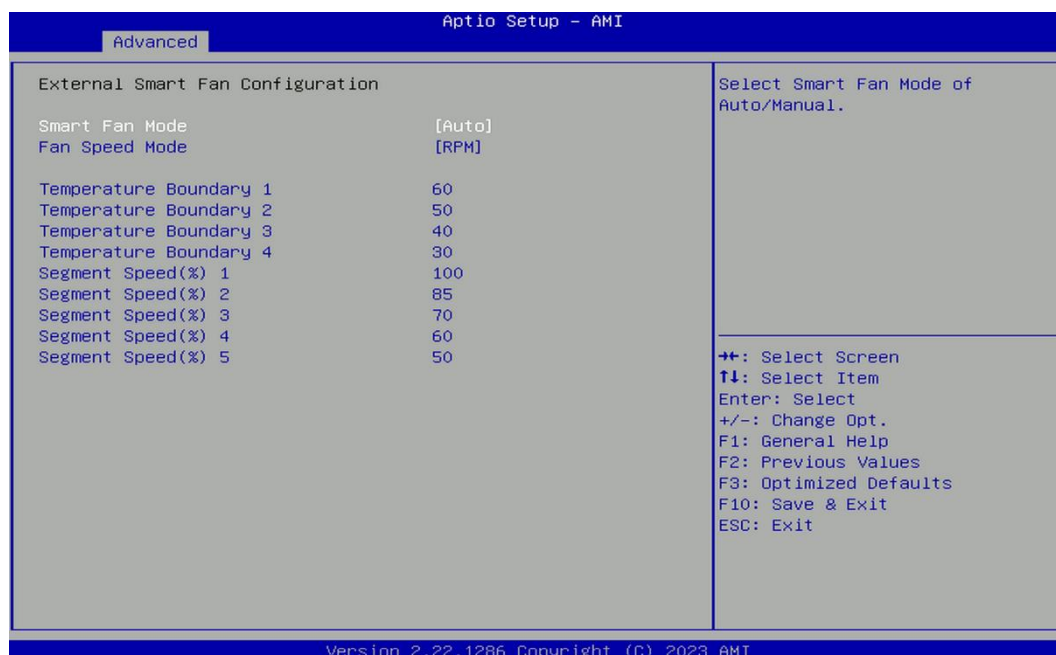 Aptio Setup – AMI
Advanced
External Smart Fan Configuration
Smart Fan Mode [Auto]
Fan Speed Mode [RPM]
Temperature Boundary 1 60
Temperature Boundary 2 50
Temperature Boundary 3 40
Temperature Boundary 4 30
Segment Speed(%) 1 100
Segment Speed(%) 2 85
Segment Speed(%) 3 70
Segment Speed(%) 4 60
Segment Speed(%) 5 50
Select Smart Fan Mode of
Auto/Manual.
→←: Select Screen
↑↓: Select Item
Enter: Select
+/-: Change Opt.
F1: General Help
F2: Previous Values
F3: Optimized Defaults
F10: Save & Exit
ESC: Exit
Version 2.22.1286 Copyright (C) 2023 AMI